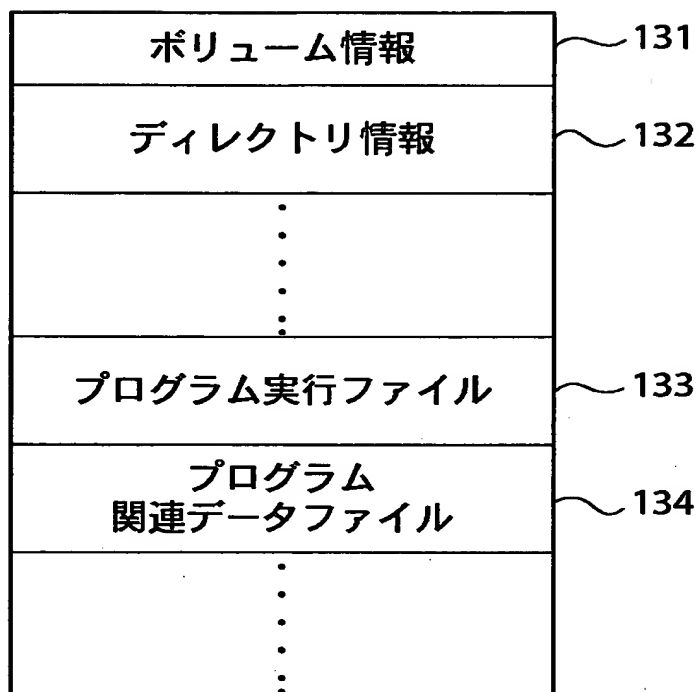 ボリューム情報 131
ディレクトリ情報 132
プログラム実行ファイル 133
プログラム
関連データファイル 134